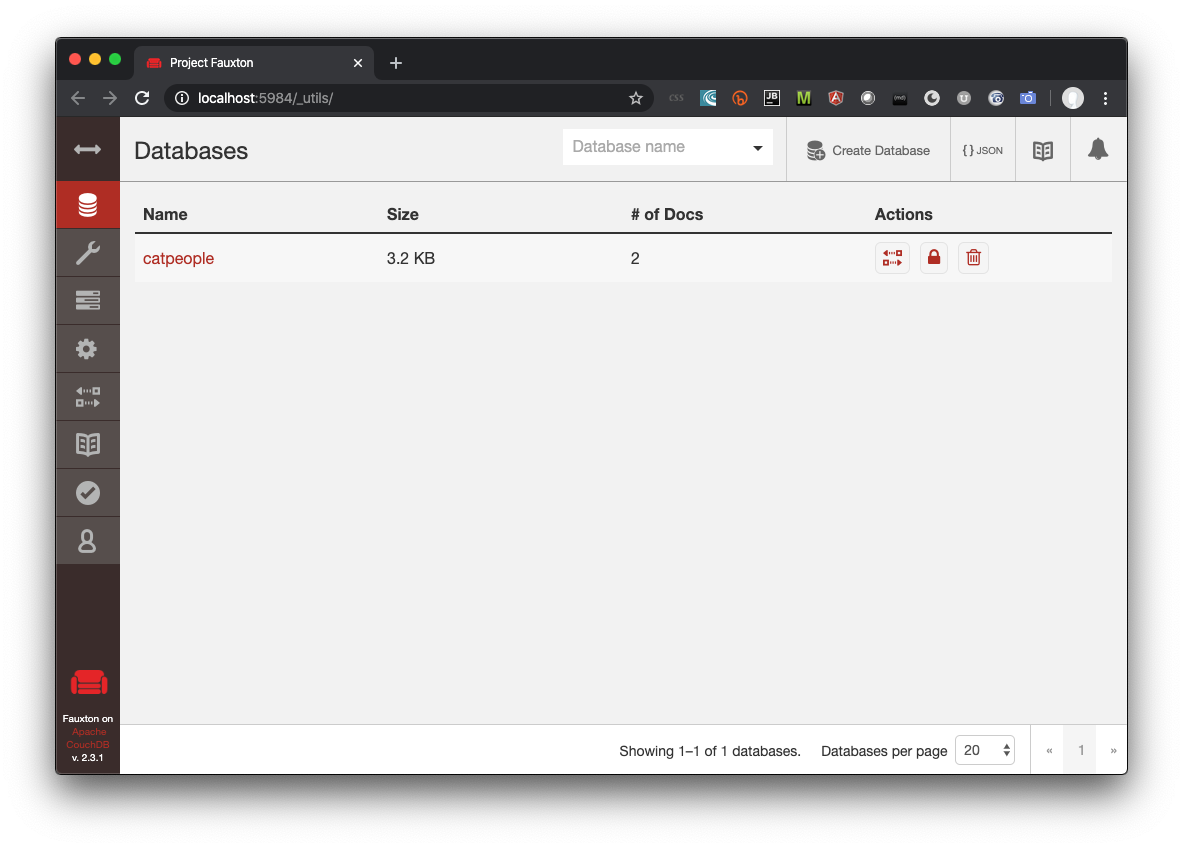 Project Fauxton
localhost:5984/_utils/
css
JB
M
Databases
Database name
Create Database
{ } JSON
Name Size # of Docs Actions
catpeople 3.2 KB 2
Fauxton on
Apache
CouchDB
v. 2.3.1
Showing 1–1 of 1 databases. Databases per page 20 « 1 »